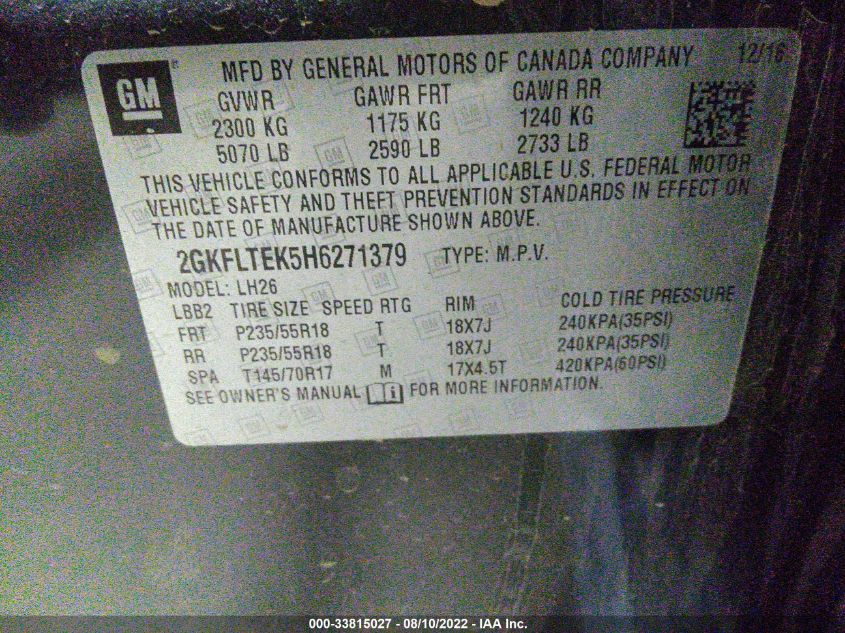 GM
MFD BY GENERAL MOTORS OF CANADA COMPANY 12/16
GVWR GAWR FRT GAWR RR
2300 KG 1175 KG 1240 KG
5070 LB 2590 LB 2733 LB
THIS VEHICLE CONFORMS TO ALL APPLICABLE U.S. FEDERAL MOTOR
VEHICLE SAFETY AND THEFT PREVENTION STANDARDS IN EFFECT ON
THE DATE OF MANUFACTURE SHOWN ABOVE.
2GKFLTEK5H6271379 TYPE: M.P.V.
MODEL: LH26
LBB2 TIRE SIZE SPEED RTG RIM COLD TIRE PRESSURE
FRT P235/55R18 T 18X7J 240KPA(35PSI)
RR P235/55R18 T 18X7J 240KPA(35PSI)
SPA T145/70R17 M 17X4.5T 420KPA(60PSI)
SEE OWNER'S MANUAL i FOR MORE INFORMATION.
000-33815027 - 08/10/2022 - IAA Inc.